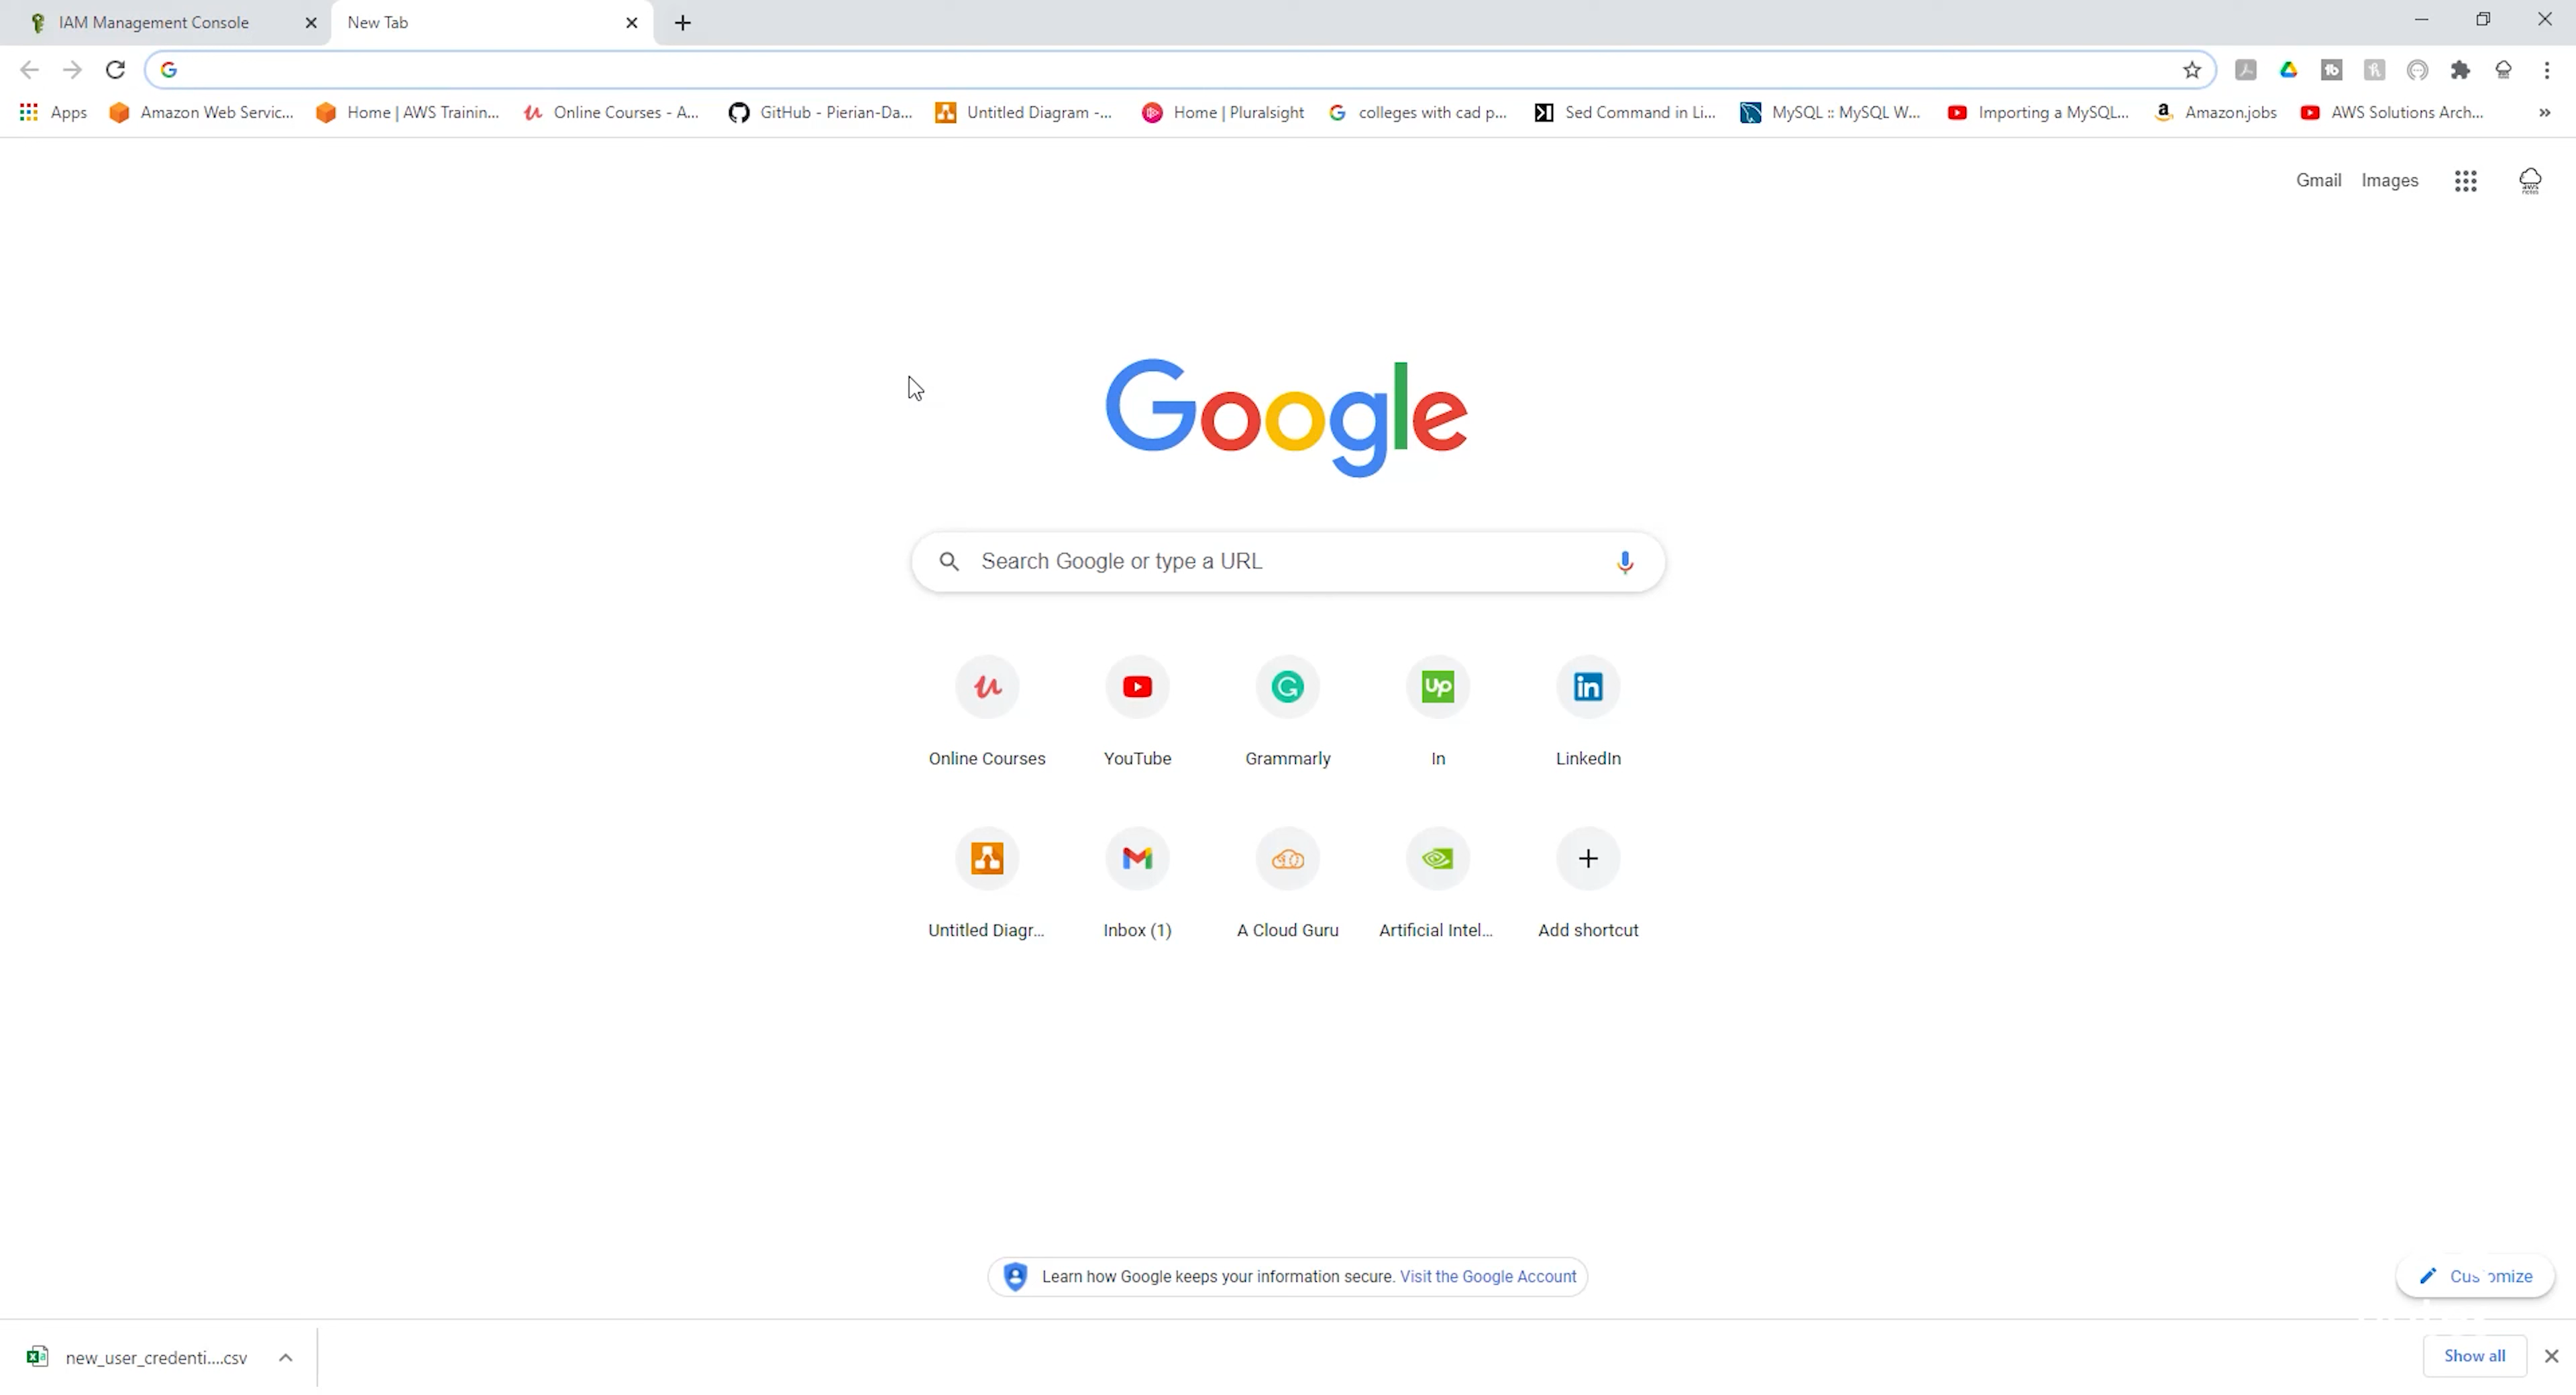 IAM Management Console
New Tab
Apps
Amazon Web Servic...
Home | AWS Trainin...
Online Courses - A...
GitHub - Pierian-Da...
Untitled Diagram -...
Home | Pluralsight
colleges with cad p...
Sed Command in Li...
MySQL :: MySQL W...
Importing a MySQL...
Amazon.jobs
AWS Solutions Arch...
Gmail
Images
Google
Search Google or type a URL
Online Courses
YouTube
Grammarly
In
LinkedIn
Untitled Diagr...
Inbox (1)
A Cloud Guru
Artificial Intel...
Add shortcut
Learn how Google keeps your information secure. Visit the Google Account
Customize
new_user_credenti....csv
Show all